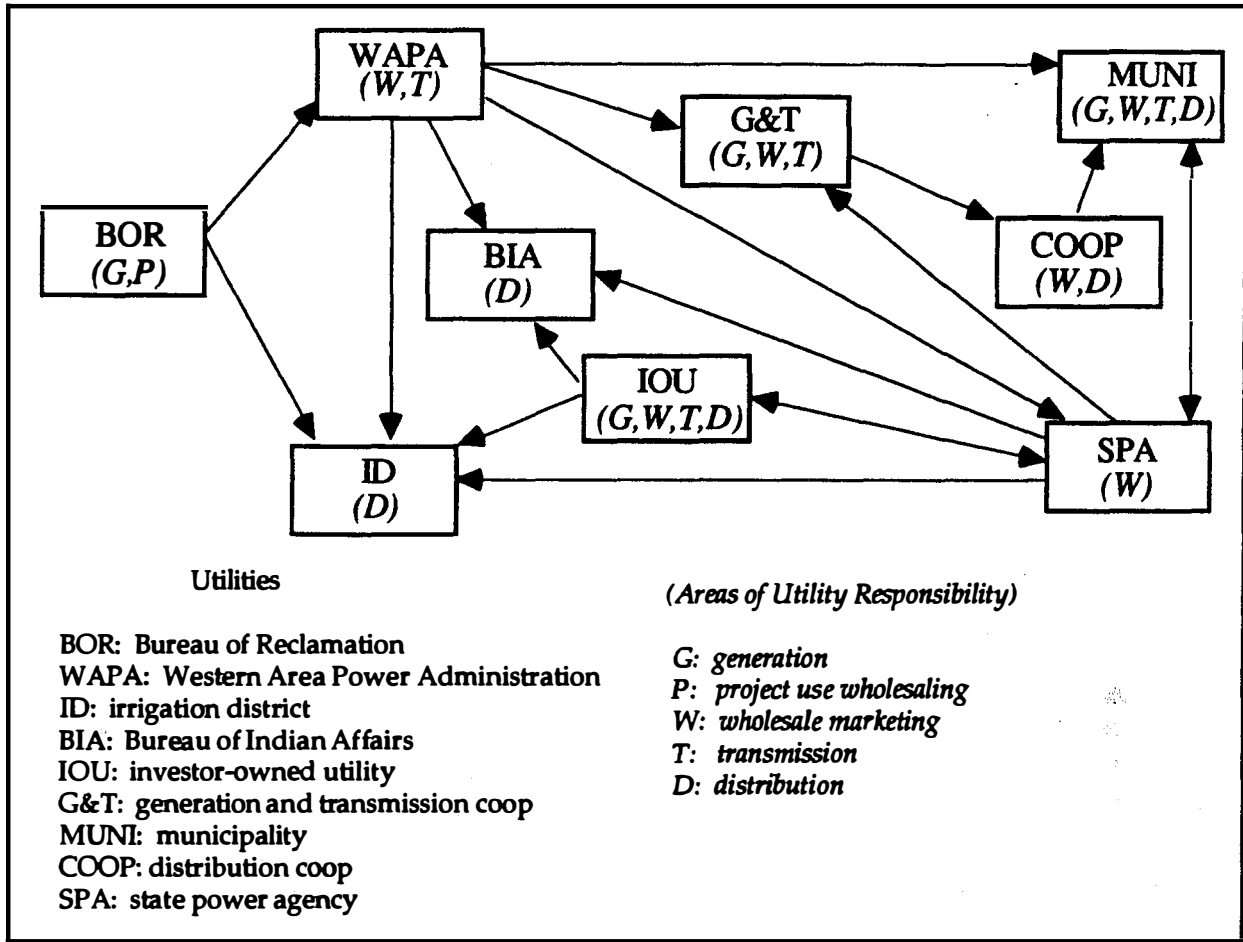 WAPA
(W,T)
MUNI
(G,W,T,D)
G&T
(G,W,T)
BOR
(G,P)
BIA
(D)
COOP
(W,D)
IOU
(G,W,T,D)
ID
(D)
SPA
(W)
Utilities
BOR: Bureau of Reclamation
WAPA: Western Area Power Administration
ID: irrigation district
BIA: Bureau of Indian Affairs
IOU: investor-owned utility
G&T: generation and transmission coop
MUNI: municipality
COOP: distribution coop
SPA: state power agency
(Areas of Utility Responsibility)
G: generation
P: project use wholesaling
W: wholesale marketing
T: transmission
D: distribution